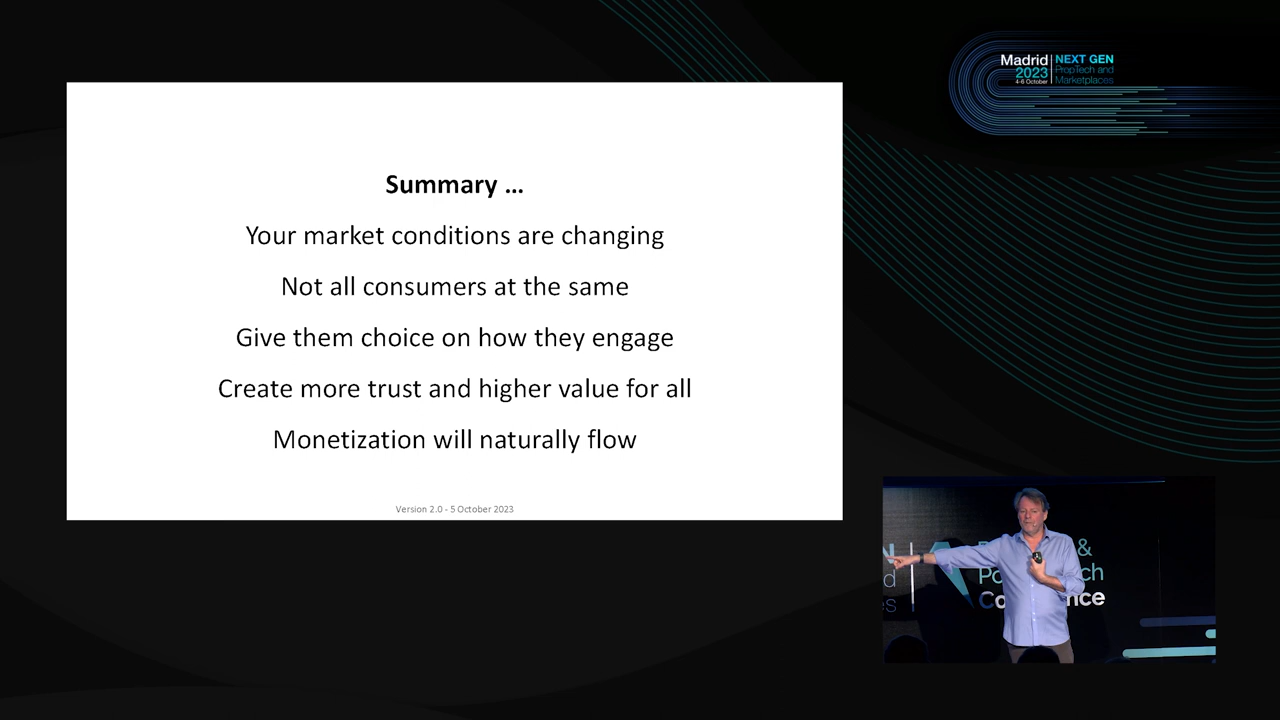 Madrid
2023
4-6 October
NEXT GEN
PropTech and
Marketplaces
Summary ...
Your market conditions are changing
Not all consumers at the same
Give them choice on how they engage
Create more trust and higher value for all
Monetization will naturally flow
Version 2.0 - 5 October 2023
&